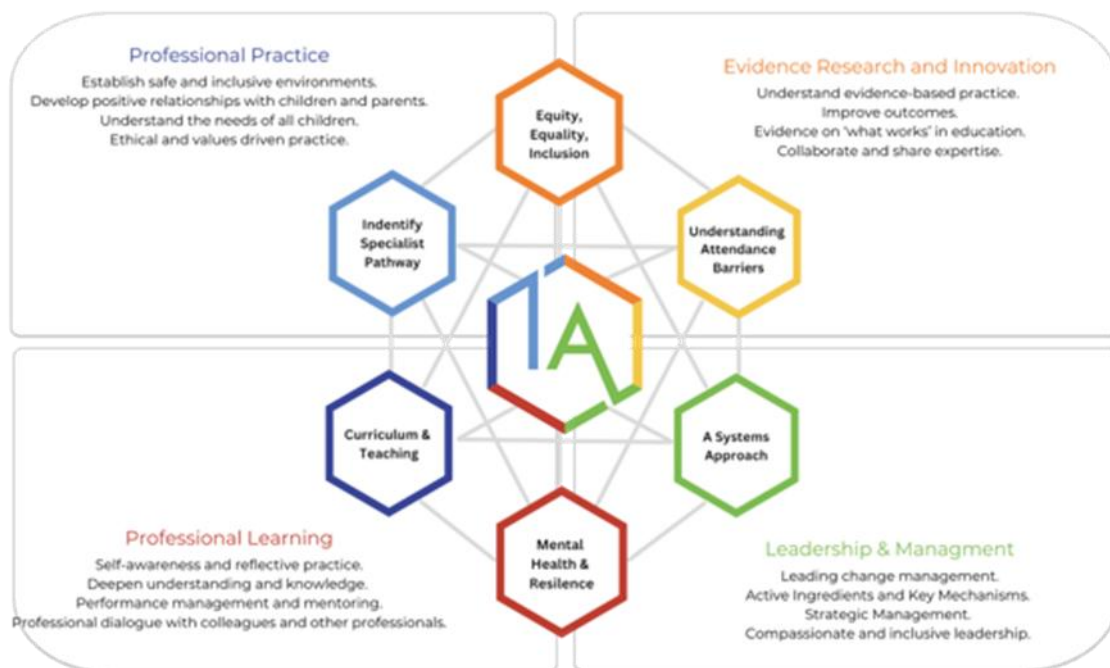 Professional Practice
Establish safe and inclusive environments.
Develop positive relationships with children and parents.
Understand the needs of all children.
Ethical and values driven practice.
Evidence Research and Innovation
Understand evidence-based practice.
Improve outcomes.
Evidence on 'what works' in education.
Collaborate and share expertise.
Equity,
Equality,
Inclusion
Indentify
Specialist
Pathway
Understanding
Attendance
Barriers
1A
Curriculum &
Teaching
A Systems
Approach
Mental
Health &
Resilence
Professional Learning
Self-awareness and reflective practice.
Deepen understanding and knowledge.
Performance management and mentoring.
Professional dialogue with colleagues and other professionals.
Leadership & Managment
Leading change management.
Active Ingredients and Key Mechanisms.
Strategic Management.
Compassionate and inclusive leadership.